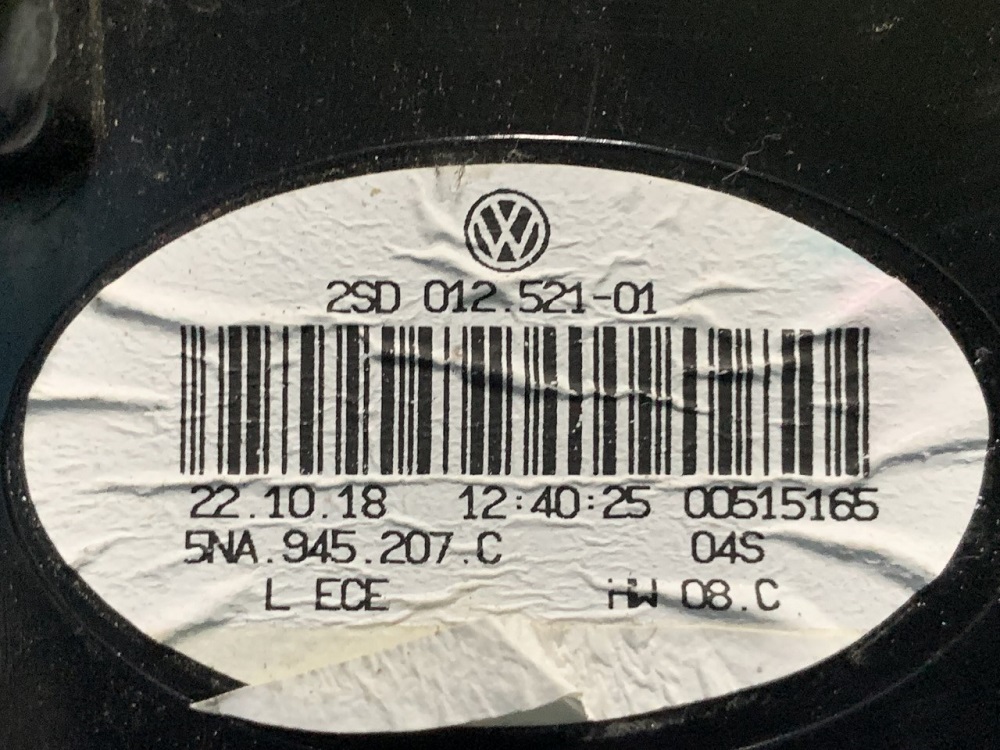 2SD 012.521-01
22.10.18 12:40:25 00515165
5NA.945.207.C 04S
L ECE HW 08.C